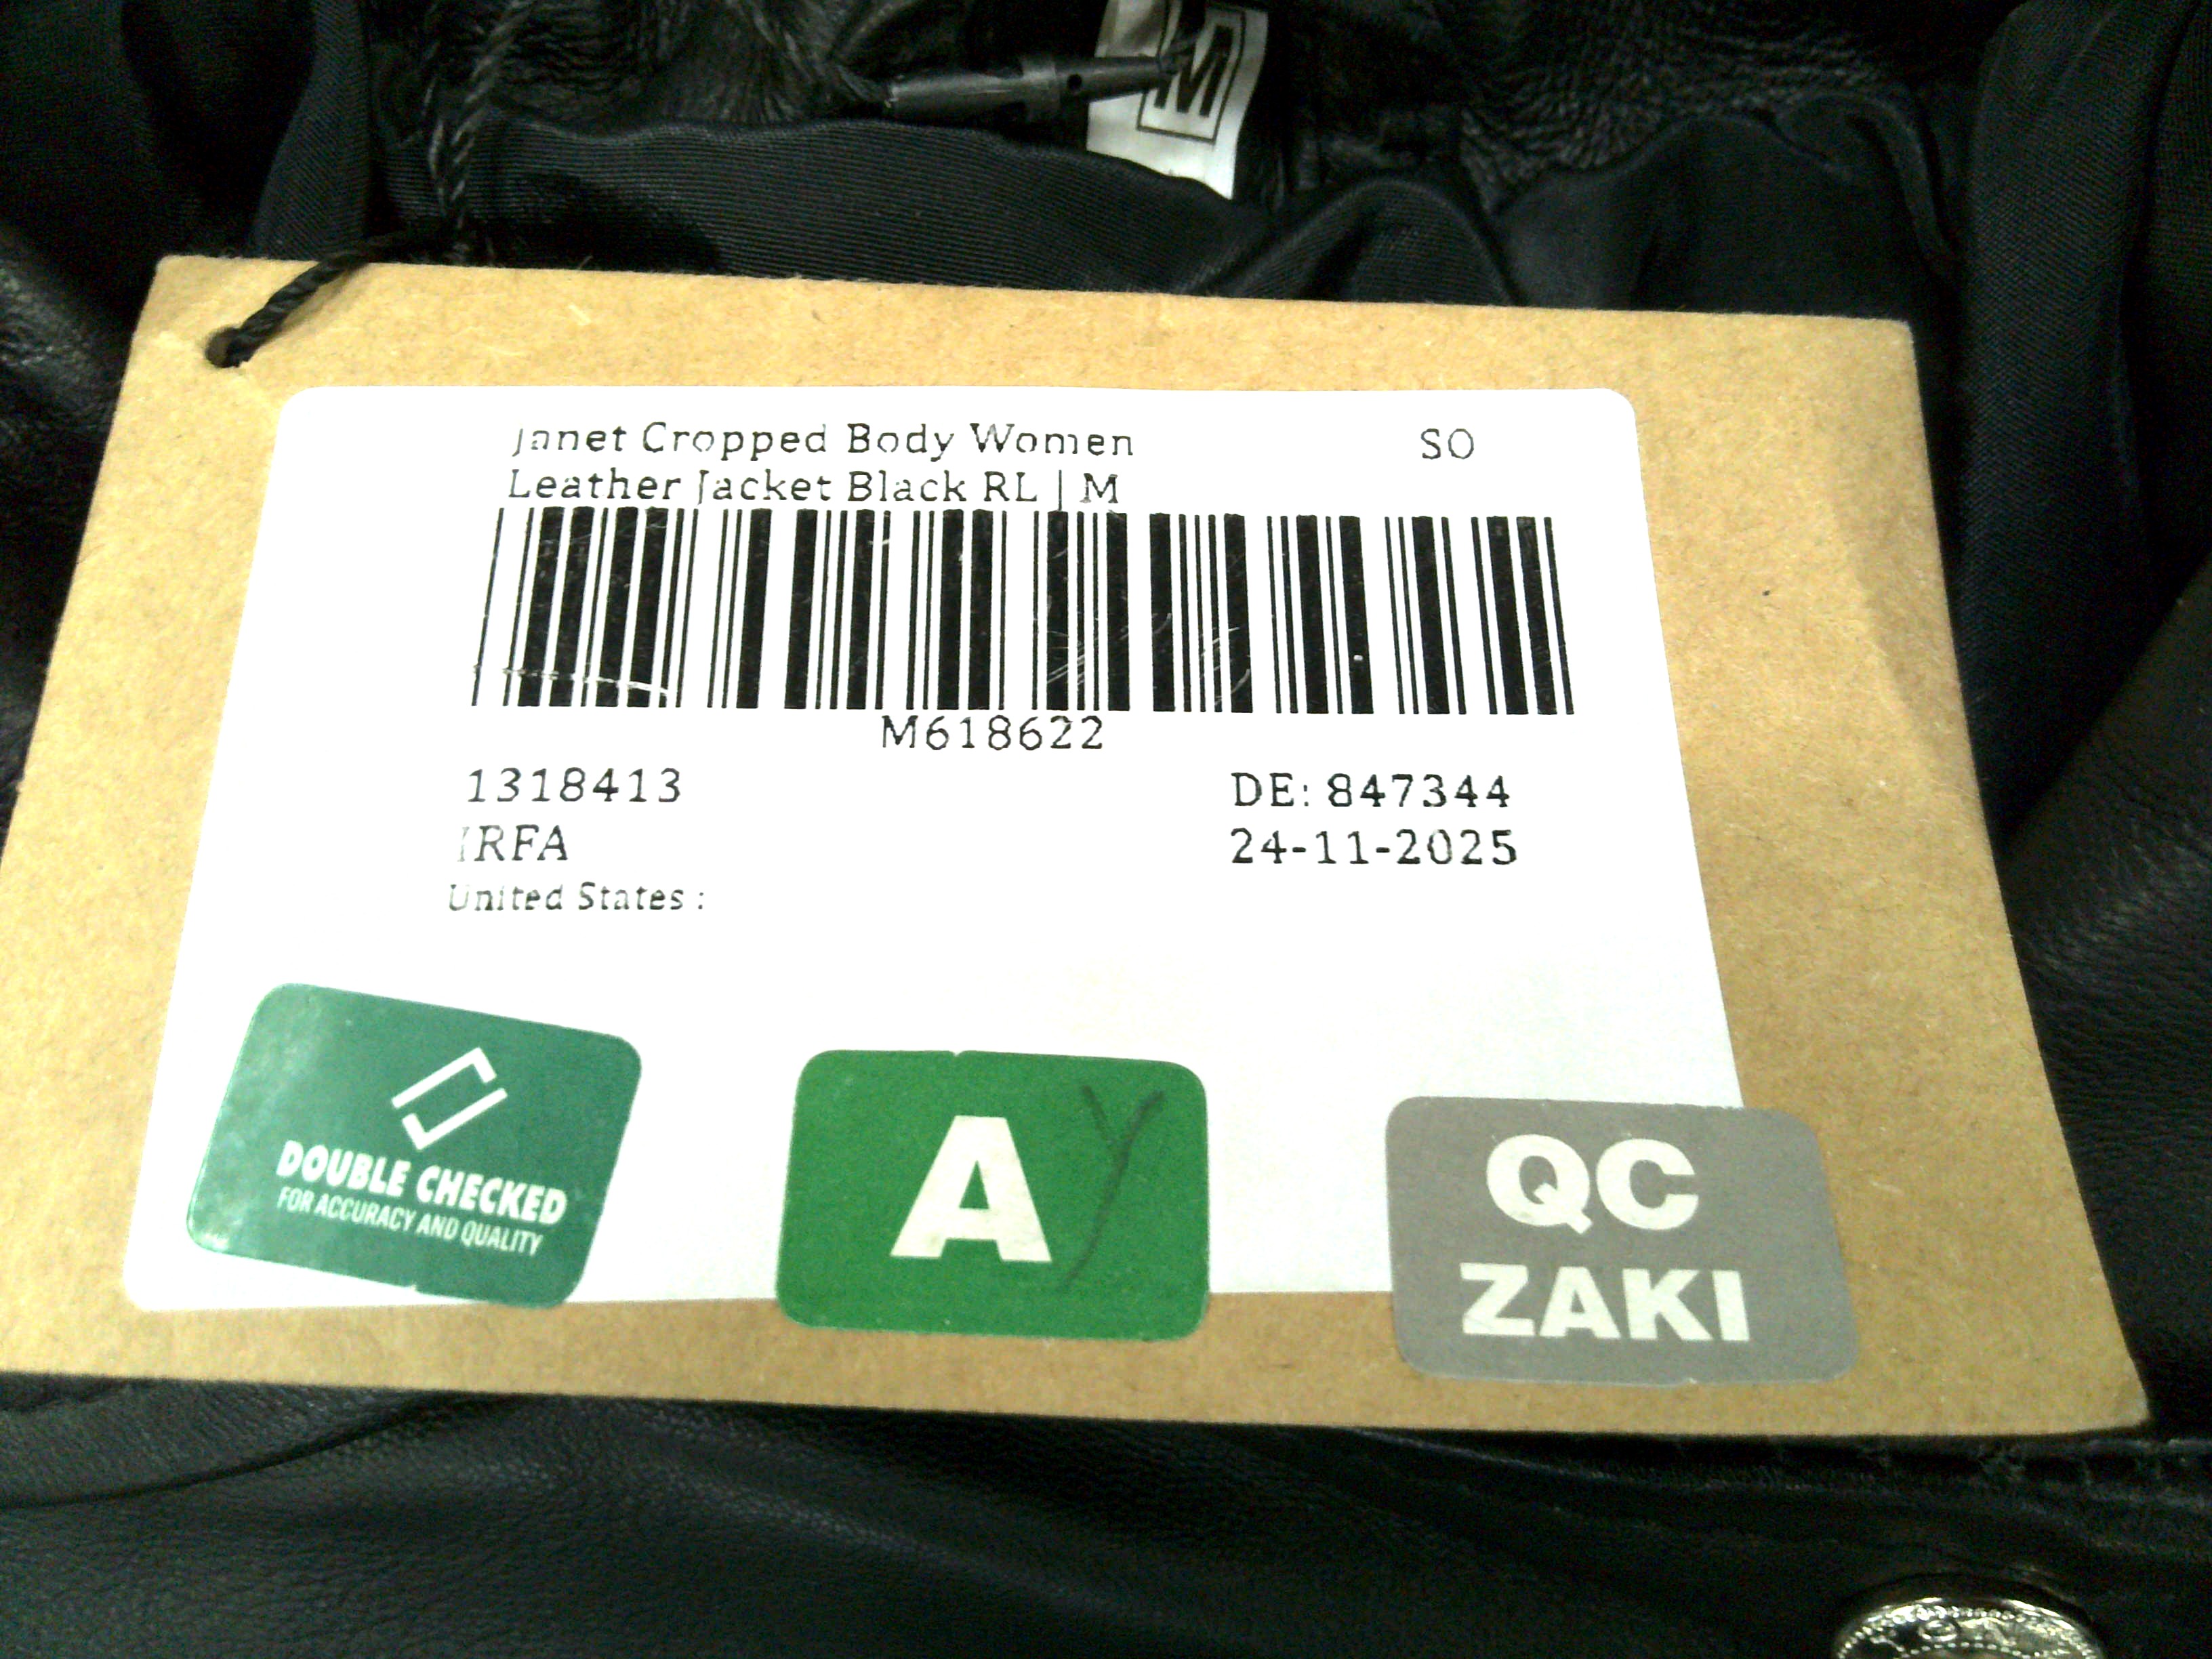 M
Janet Cropped Body Women SO
Leather Jacket Black RL | M
M618622
1318413 DE: 847344
IRFA 24-11-2025
United States :
DOUBLE CHECKED
FOR ACCURACY AND QUALITY
A Y
QC
ZAKI